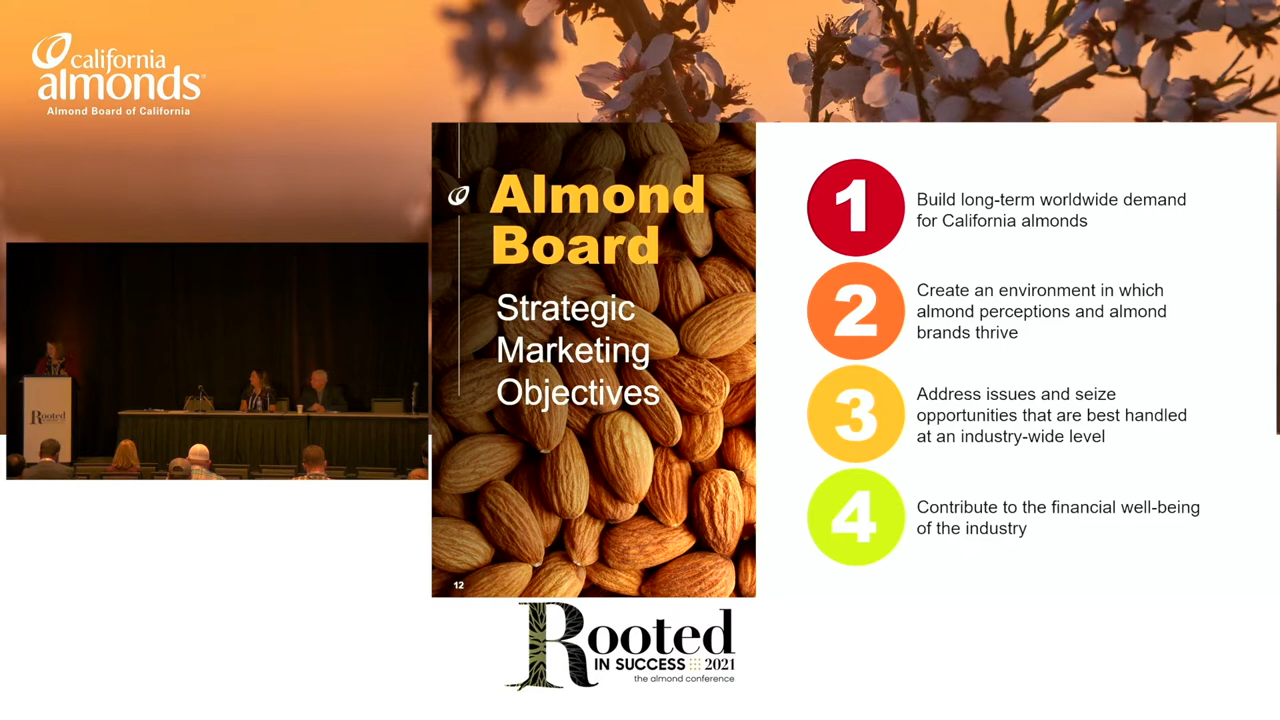 california
almonds®
Almond Board of California
Almond
Board
Strategic
Marketing
Objectives
12
1
Build long-term worldwide demand
for California almonds
2
Create an environment in which
almond perceptions and almond
brands thrive
3
Address issues and seize
opportunities that are best handled
at an industry-wide level
4
Contribute to the financial well-being
of the industry
Rooted
Rooted
IN SUCCESS 2021
the almond conference